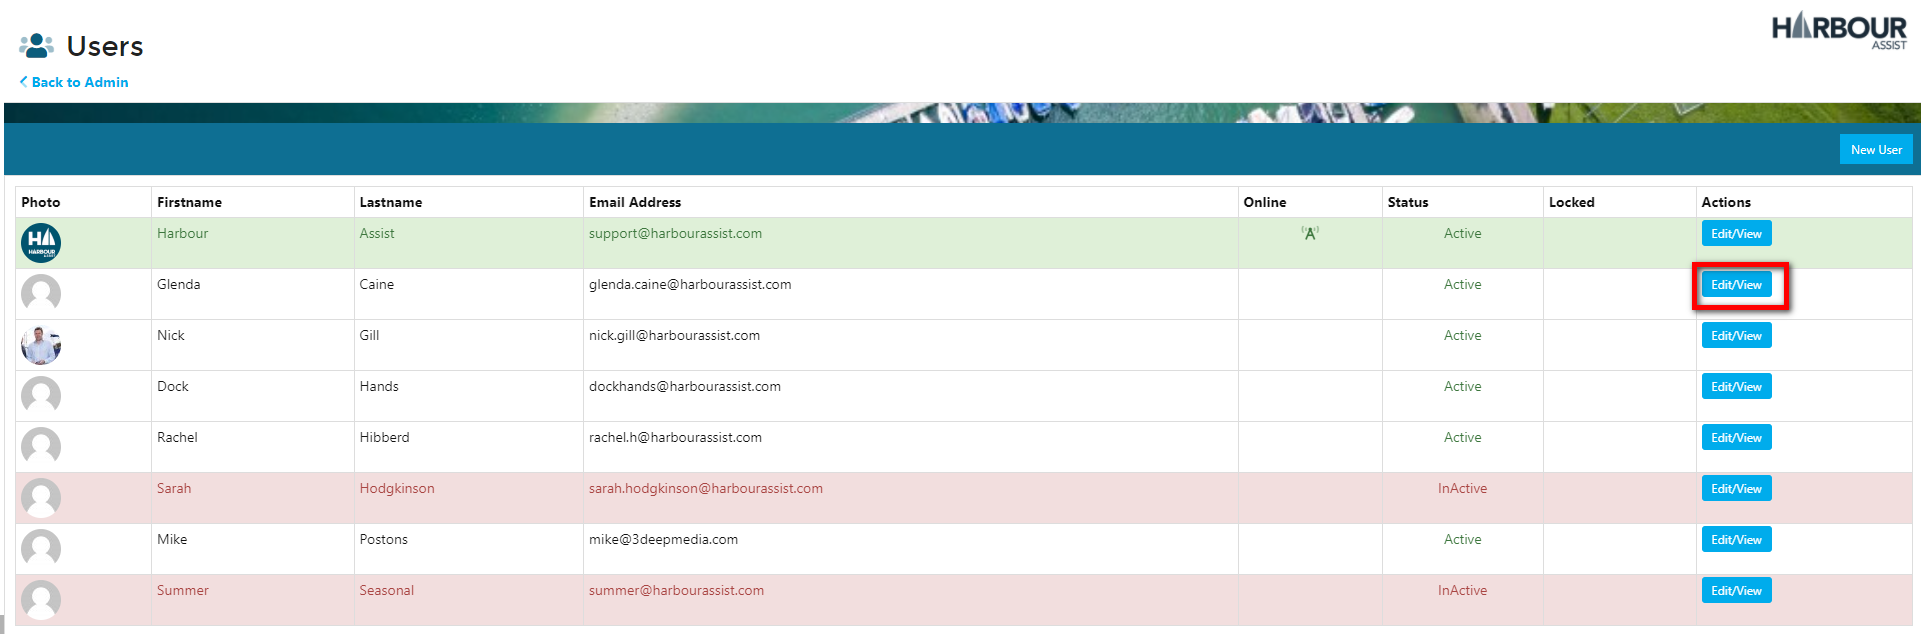 HARBOUR
ASSIST
Users
Back to Admin
New User
Photo Firstname Lastname Email Address Online Status Locked Actions
HA HARBOUR ASSIST Harbour Assist support@harbourassist.com Active Edit/View
Glenda Caine glenda.caine@harbourassist.com Active Edit/View
Nick Gill nick.gill@harbourassist.com Active Edit/View
Dock Hands dockhands@harbourassist.com Active Edit/View
Rachel Hibberd rachel.h@harbourassist.com Active Edit/View
Sarah Hodgkinson sarah.hodgkinson@harbourassist.com InActive Edit/View
Mike Postons mike@3deepmedia.com Active Edit/View
Summer Seasonal summer@harbourassist.com InActive Edit/View